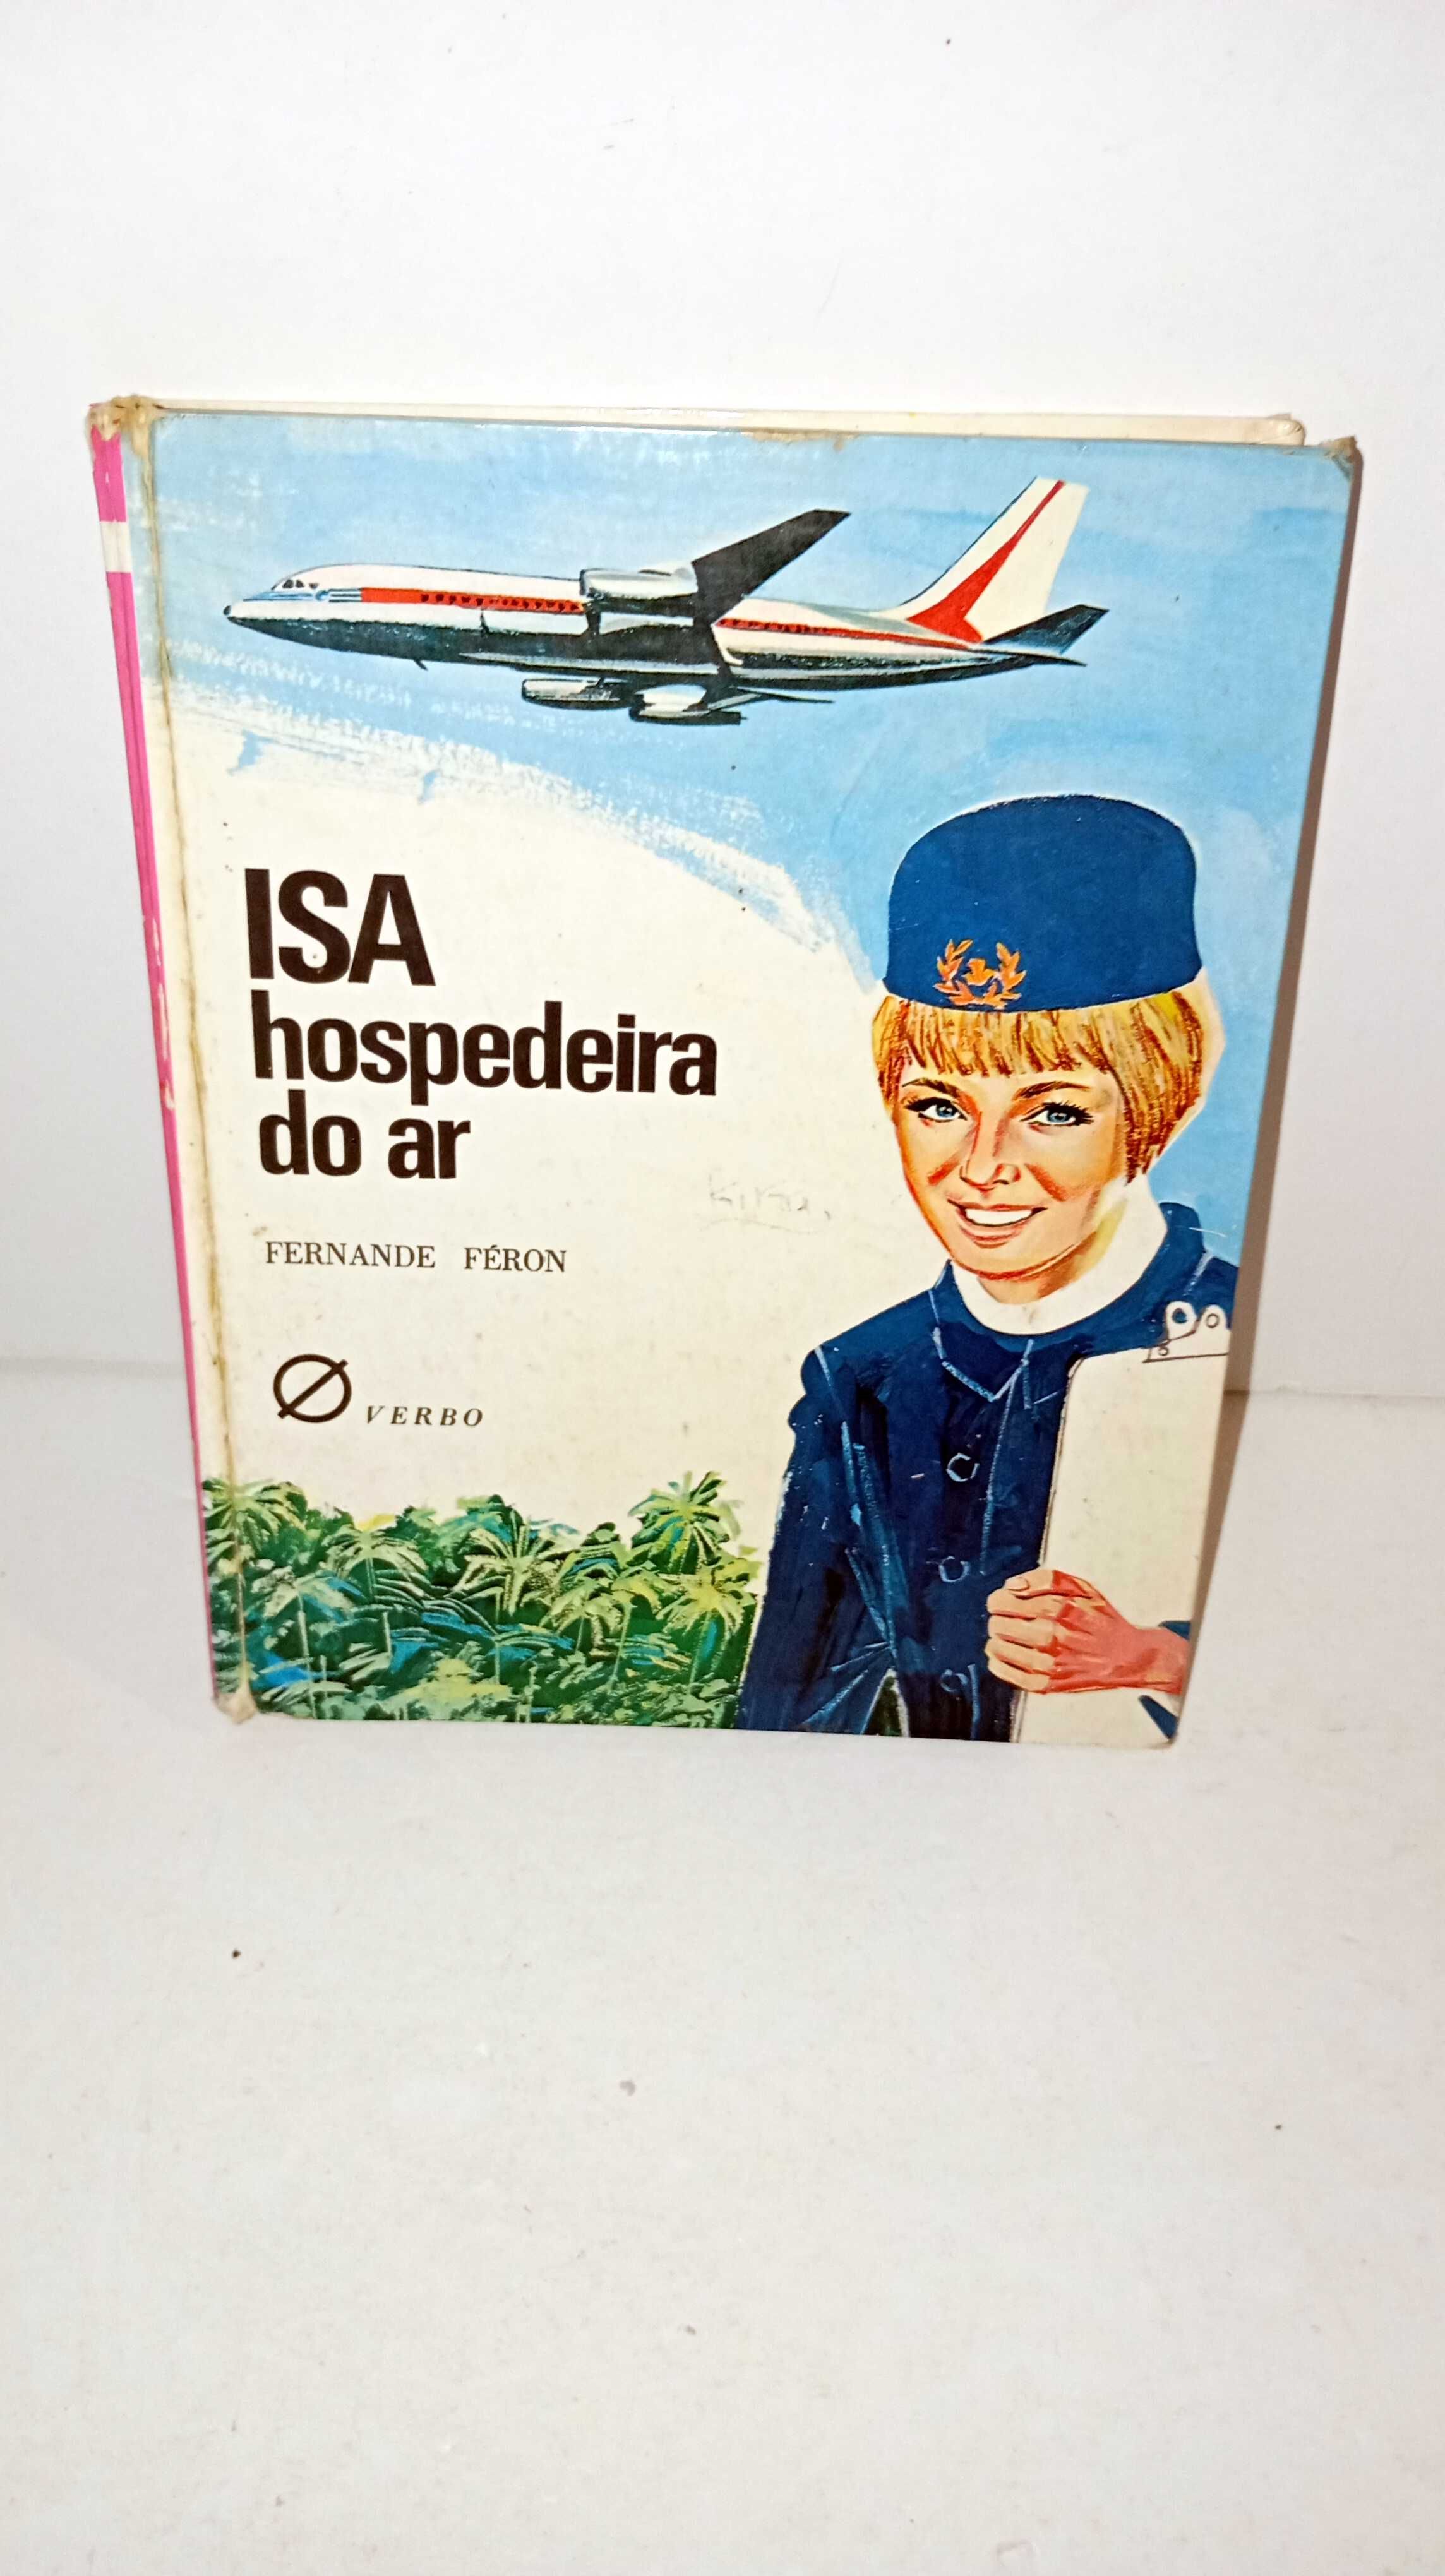 ISA
hospedeira
do ar
FERNANDE FÉRON
VERBO